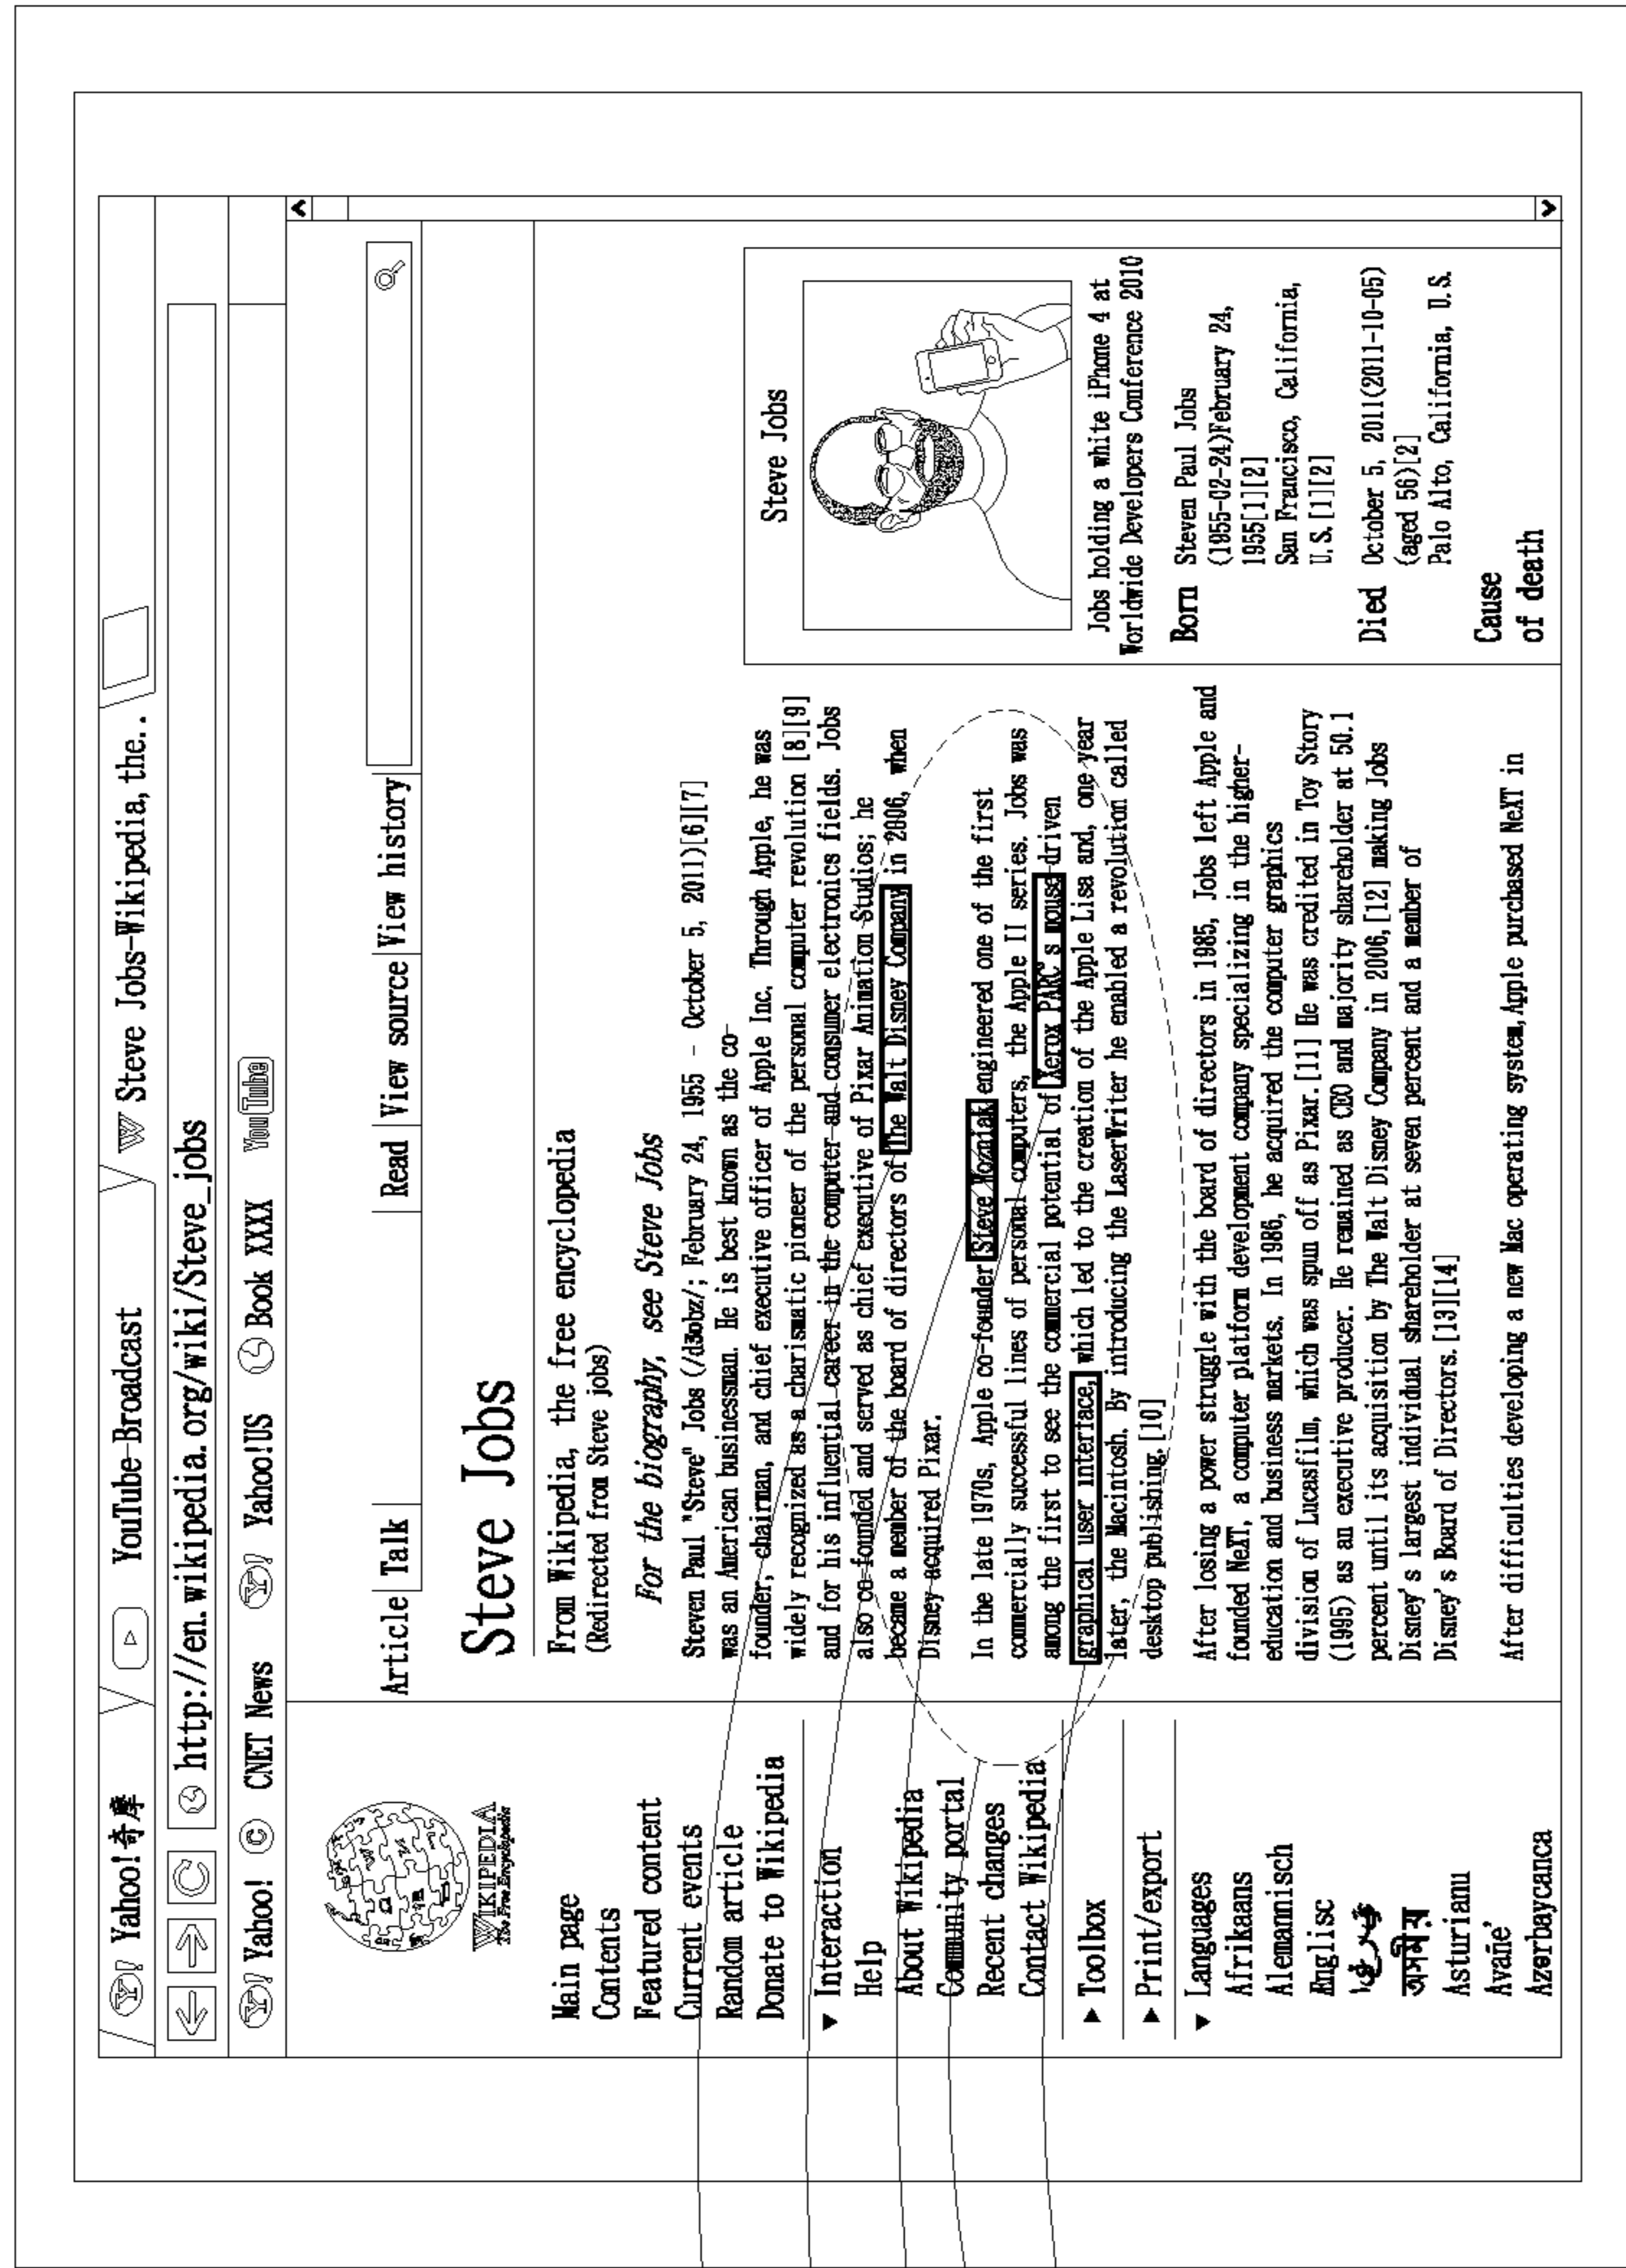 Yahoo!奇摩
YouTube-Broadcast
W Steve Jobs-Wikipedia, the..
http://en.wikipedia.org/wiki/Steve_jobs
Yahoo!
CNET News
Yahoo!US
Book XXXX
YouTube
WIKIPEDIA
The Free Encyclopedia
Main page
Contents
Featured content
Current events
Random article
Donate to Wikipedia
▼ Interaction
Help
About Wikipedia
Community portal
Recent changes
Contact Wikipedia
▶ Toolbox
▶ Print/export
▼ Languages
Afrikaans
Alemannisch
Ænglisc
অসমীয়া
Asturianu
Avañe'
Azərbaycanca
Article Talk
Read View source View history
Steve Jobs
From Wikipedia, the free encyclopedia
(Redirected from Steve jobs)
For the biography, see Steve Jobs
Steven Paul "Steve" Jobs (/d3obz/; February 24, 1955 - October 5, 2011)[6][7]
was an American businessman. He is best known as the co-
founder, chairman, and chief executive officer of Apple Inc. Through Apple, he was
widely recognized as a charismatic pioneer of the personal computer revolution [8][9]
and for his influential career in the computer and consumer electronics fields. Jobs
also co-founded and served as chief executive of Pixar Animation Studios; he
became a member of the board of directors of The Walt Disney Company in 2006, when
Disney acquired Pixar.
In the late 1970s, Apple co-founder Steve Wozniak engineered one of the first
commercially successful lines of personal computers, the Apple II series. Jobs was
among the first to see the commercial potential of Xerox PARC's mouse-driven
graphical user interface, which led to the creation of the Apple Lisa and, one year
later, the Macintosh. By introducing the LaserWriter he enabled a revolution called
desktop publishing. [10]
After losing a power struggle with the board of directors in 1985, Jobs left Apple and
founded NeXT, a computer platform development company specializing in the higher-
education and business markets. In 1986, he acquired the computer graphics
division of Lucasfilm, which was spun off as Pixar. [11] He was credited in Toy Story
(1995) as an executive producer. He remained as CEO and majority shareholder at 50.1
percent until its acquisition by The Walt Disney Company in 2006, [12] making Jobs
Disney's largest individual shareholder at seven percent and a member of
Disney's Board of Directors. [13][14]
After difficulties developing a new Mac operating system, Apple purchased NeXT in
Steve Jobs
Jobs holding a white iPhone 4 at
Worldwide Developers Conference 2010
Born Steven Paul Jobs
(1955-02-24)February 24,
1955[1][2]
San Francisco, California,
U.S.[1][2]
Died October 5, 2011(2011-10-05)
(aged 56)[2]
Palo Alto, California, U.S.
Cause
of death